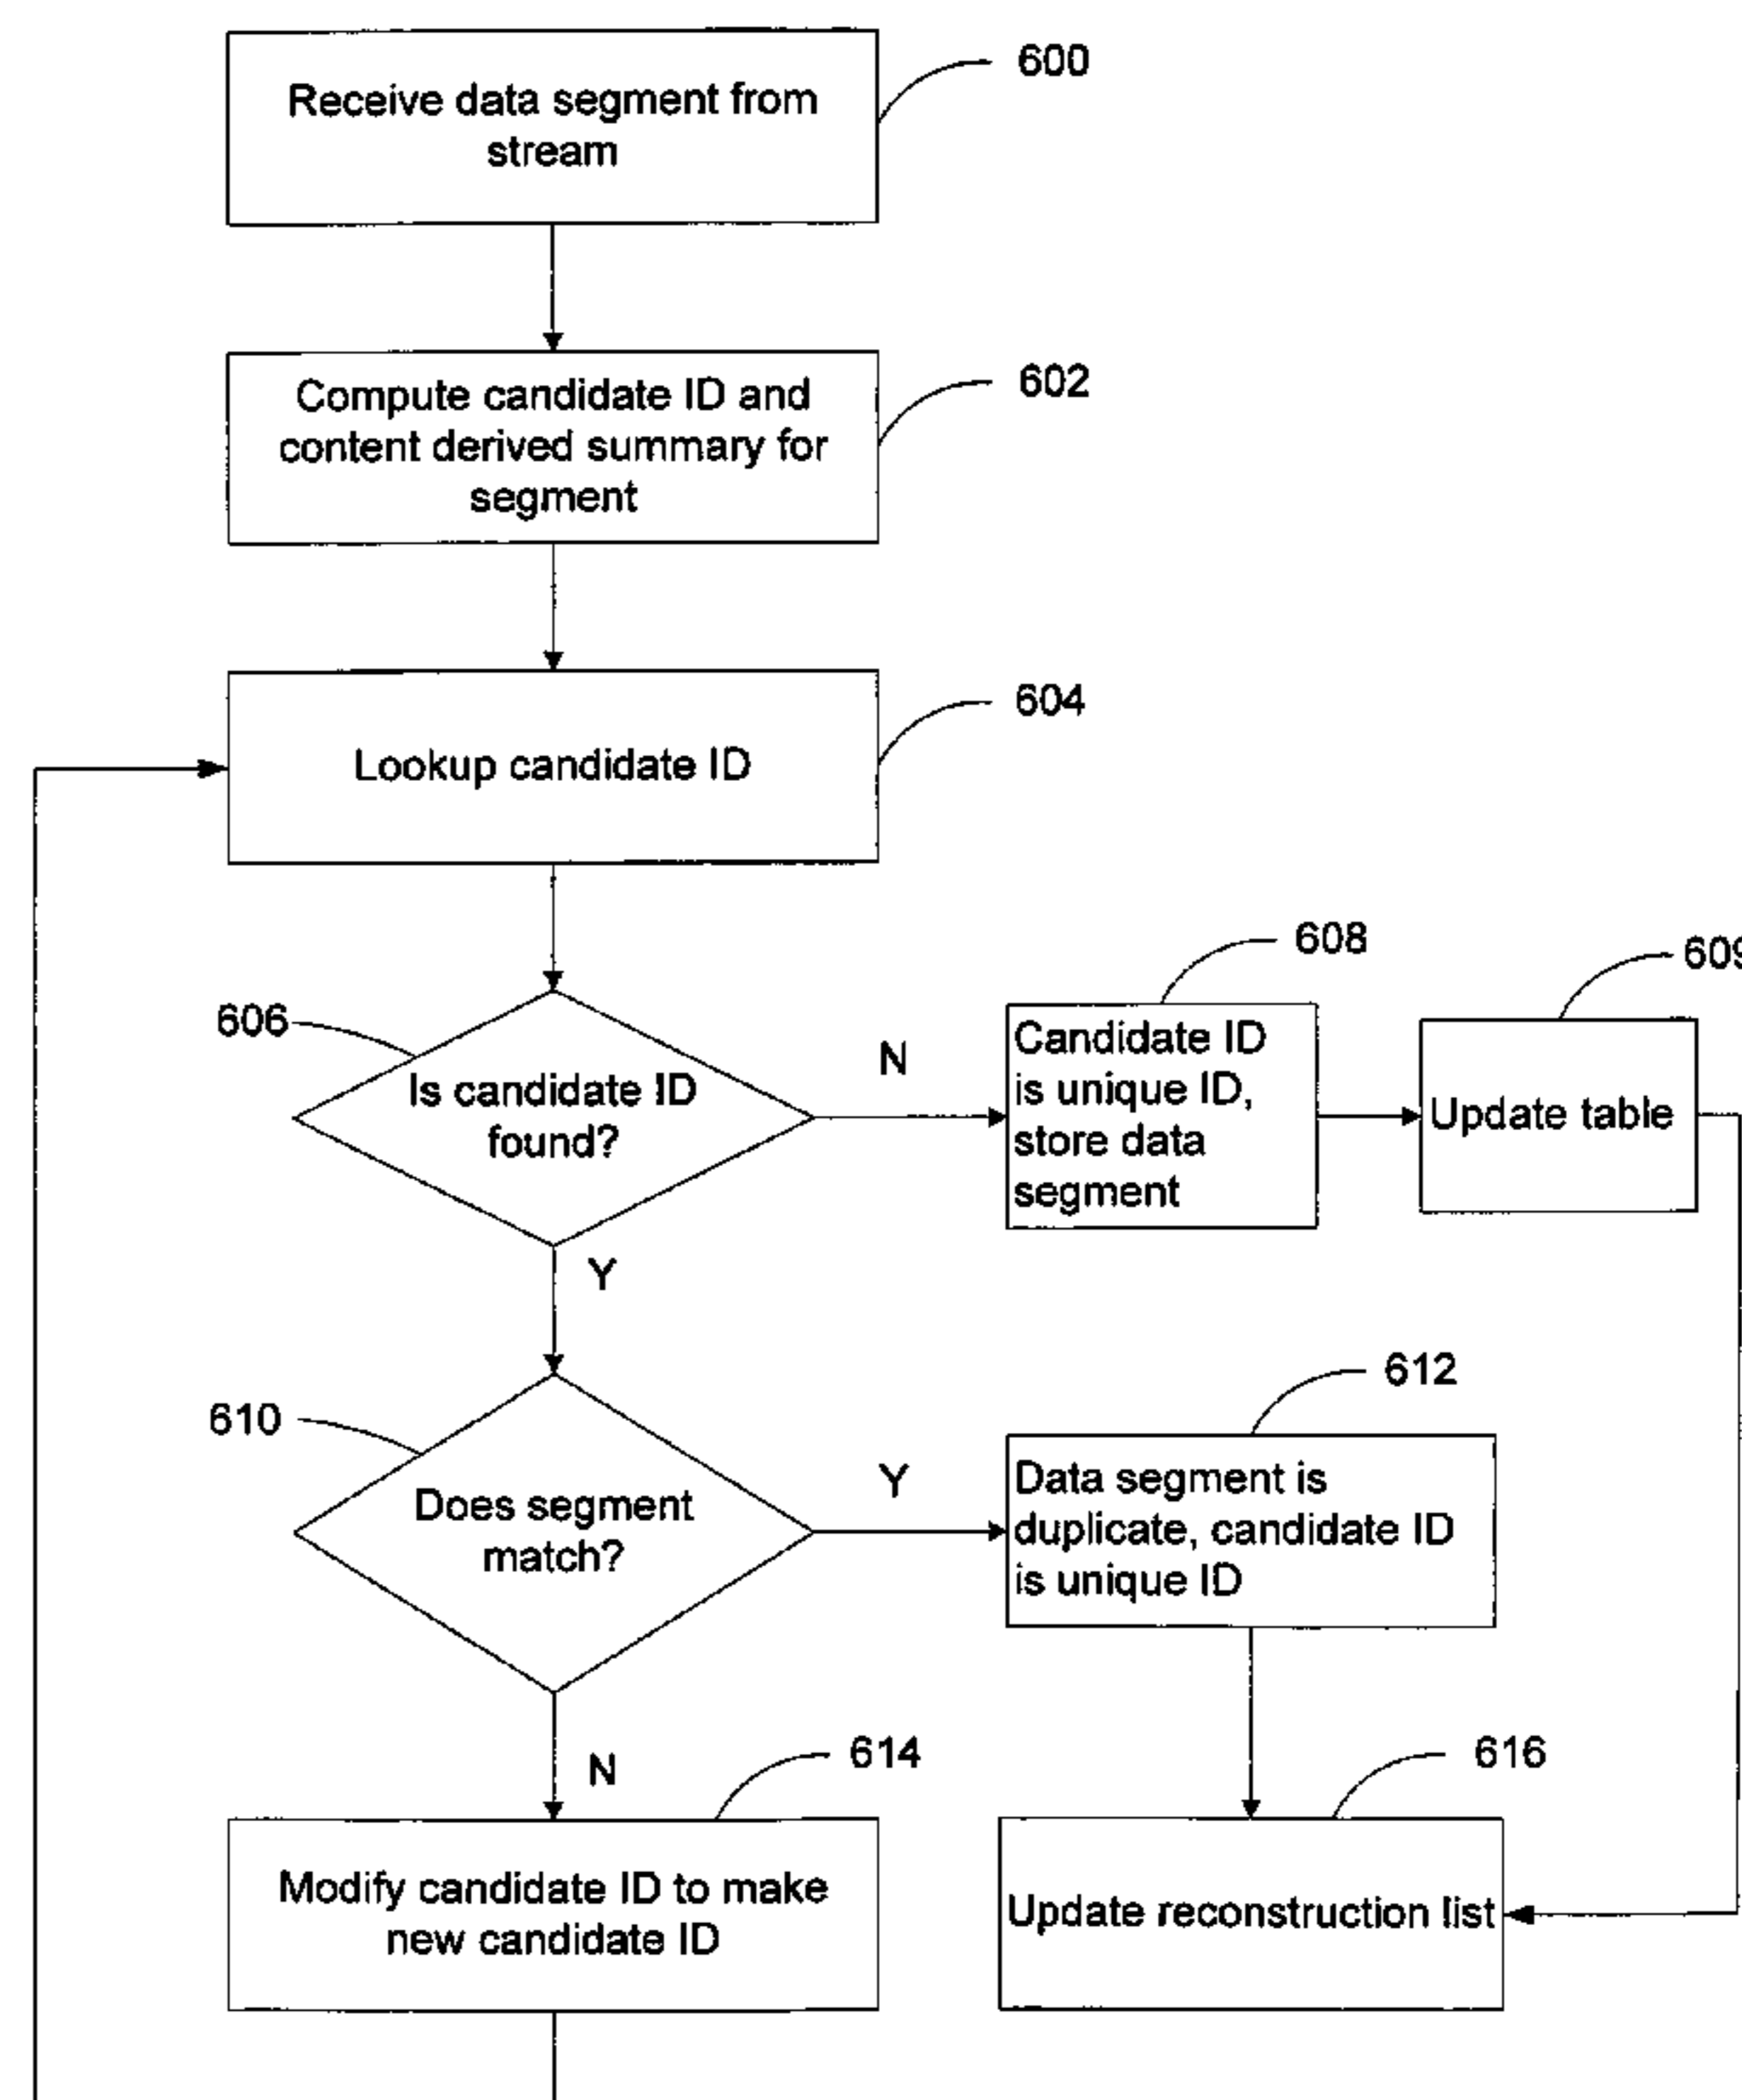 600
Receive data segment from
stream
602
Compute candidate ID and
content derived summary for
segment
604
Lookup candidate ID
606
Is candidate ID
found?
N
Y
608
Candidate ID
is unique ID,
store data
segment
609
Update table
610
Does segment
match?
Y
N
612
Data segment is
duplicate, candidate ID
is unique ID
614
Modify candidate ID to make
new candidate ID
616
Update reconstruction list